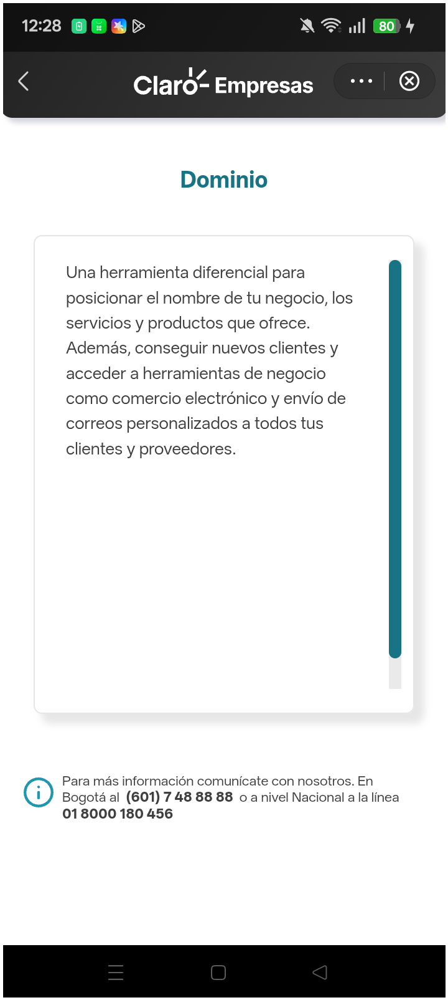 12:28
80
Claro Empresas
Dominio
Una herramienta diferencial para
posicionar el nombre de tu negocio, los
servicios y productos que ofrece.
Además, conseguir nuevos clientes y
acceder a herramientas de negocio
como comercio electrónico y envío de
correos personalizados a todos tus
clientes y proveedores.
Para más información comunícate con nosotros. En
Bogotá al (601) 7 48 88 88 o a nivel Nacional a la línea
01 8000 180 456